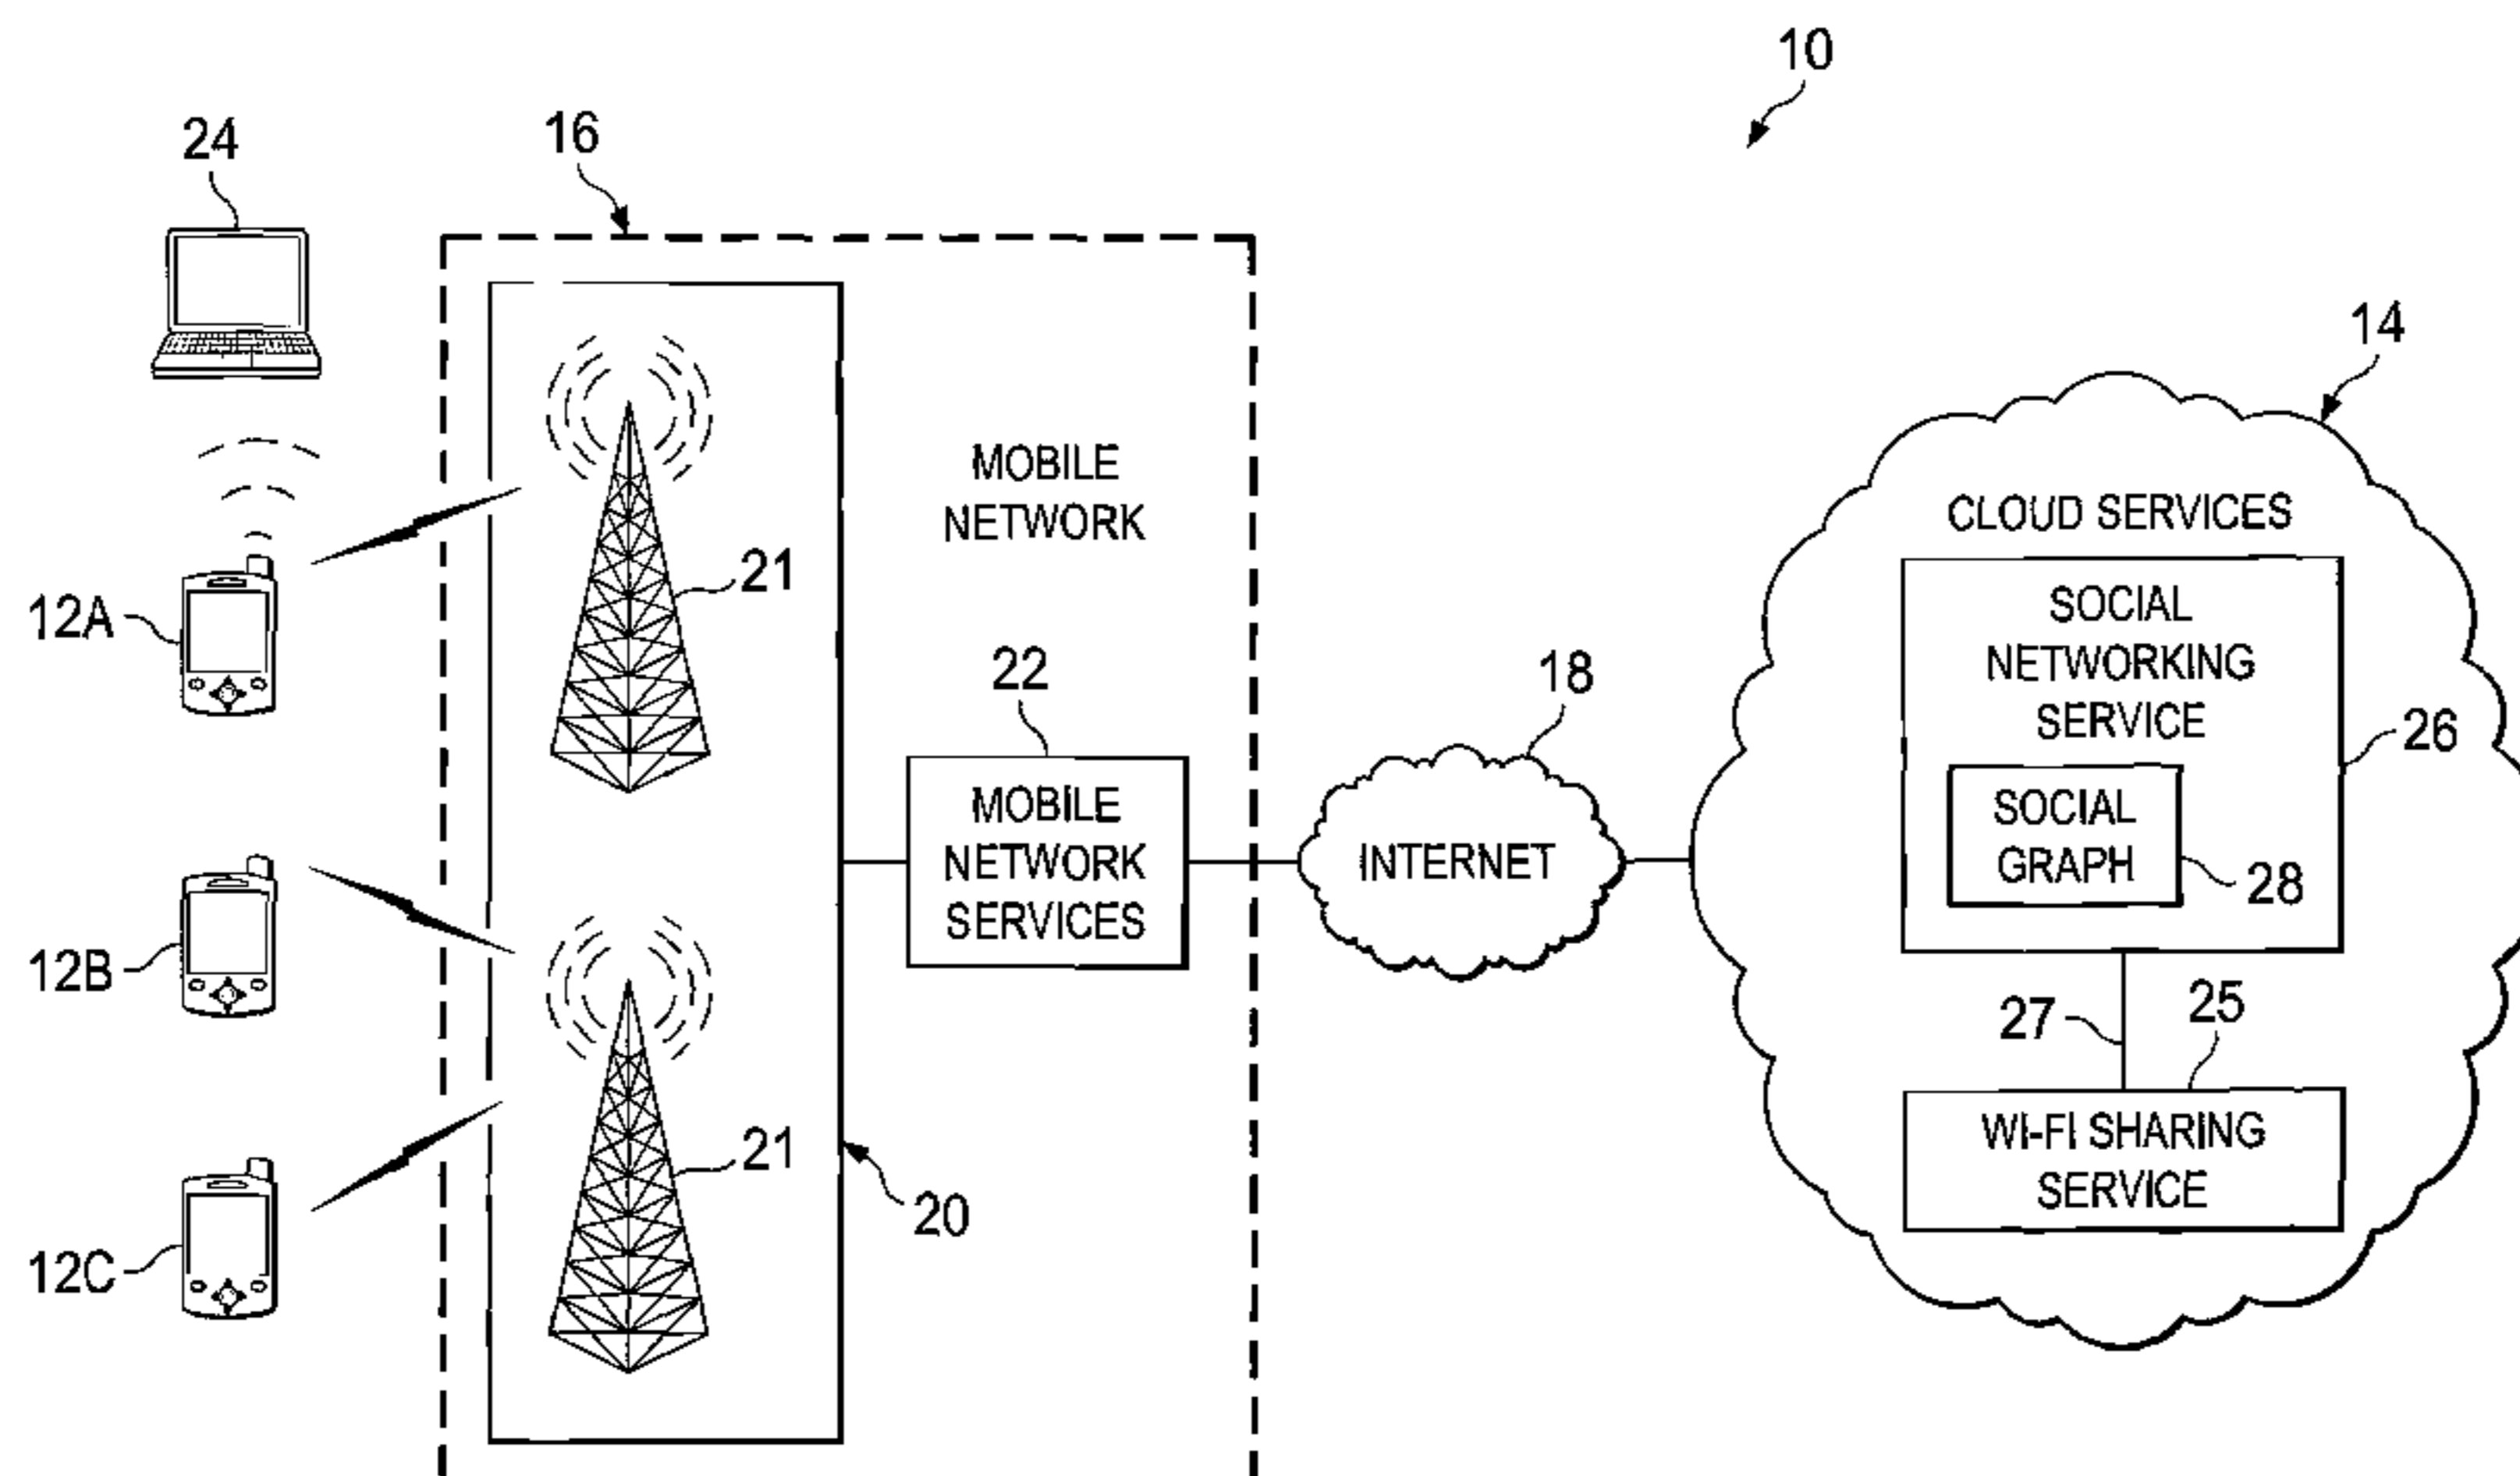 10
24
16
14
MOBILE
NETWORK
CLOUD SERVICES
12A
21
SOCIAL
NETWORKING
SERVICE
22
18
26
MOBILE
NETWORK
SERVICES
INTERNET
SOCIAL
GRAPH
28
12B
27
25
21
WI-FI SHARING
SERVICE
20
12C